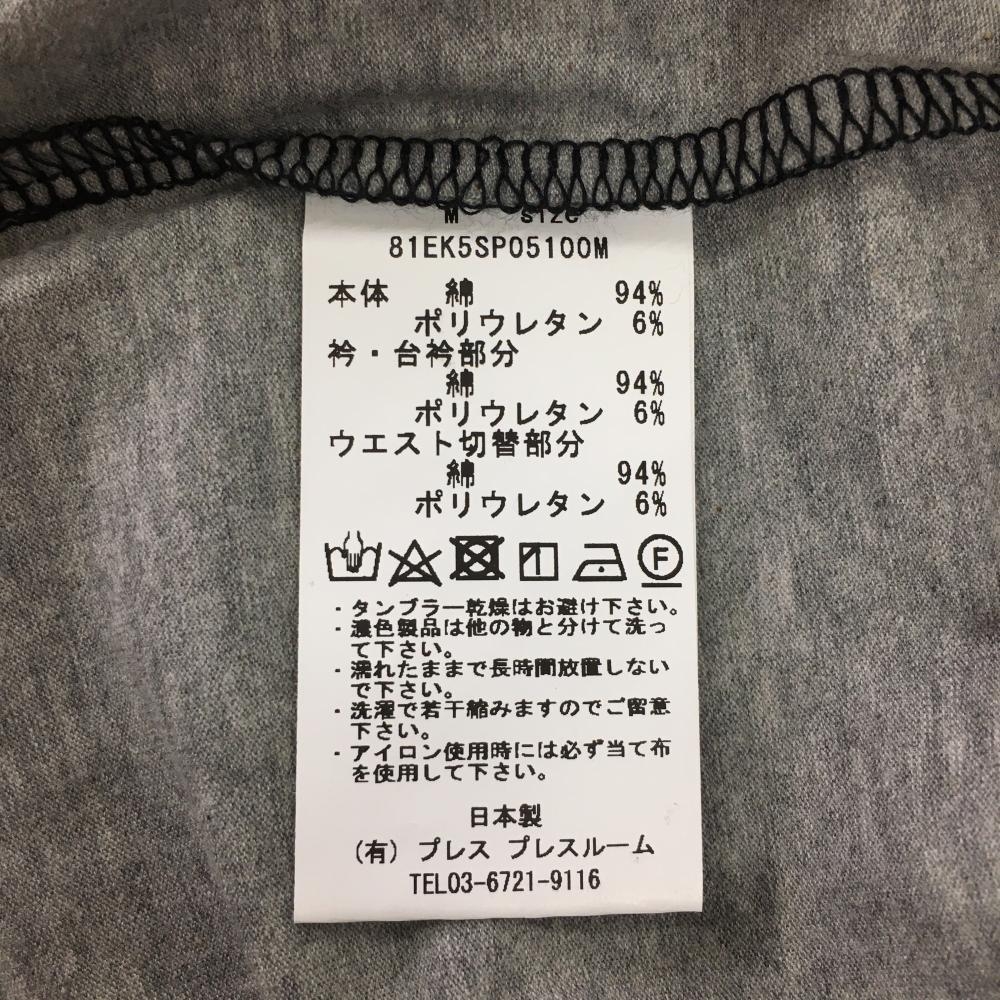 M size
81EK5SP05100M
本体 綿 94%
ポリウレタン 6%
衿・台衿部分
綿 94%
ポリウレタン 6%
ウエスト切替部分
綿 94%
ポリウレタン 6%
F
・タンブラー乾燥はお避け下さい。
・濃色製品は他の物と分けて洗っ
て下さい。
・濡れたままで長時間放置しない
で下さい。
・洗濯で若干縮みますのでご留意
下さい。
・アイロン使用時には必ず当て布
を使用して下さい。
日本製
(有) プレス プレスルーム
TEL03-6721-9116